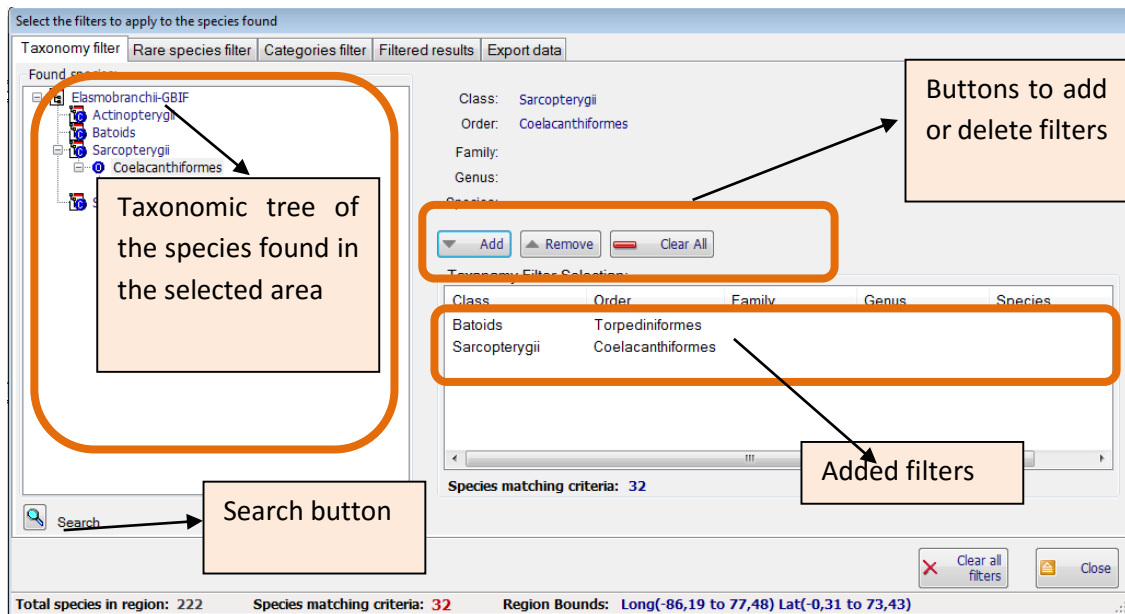 Select the filters to apply to the species found
Taxonomy filter Rare species filter Categories filter Filtered results Export data
Found species:
Elasmobranchii-GBIF
Actinopterygii
Batoids
Sarcopterygii
Coelacanthiformes
S
Taxonomic tree of
the species found in
the selected area
Search
Search button
Class: Sarcopterygii
Order: Coelacanthiformes
Family:
Genus:
Species:
Buttons to add
or delete filters
Add Remove Clear All
Taxonomy Filter Selection:
Class Order Family Genus Species
Batoids Torpediniformes
Sarcopterygii Coelacanthiformes
Added filters
Species matching criteria: 32
Clear all
filters
Close
Total species in region: 222 Species matching criteria: 32 Region Bounds: Long(-86,19 to 77,48) Lat(-0,31 to 73,43)